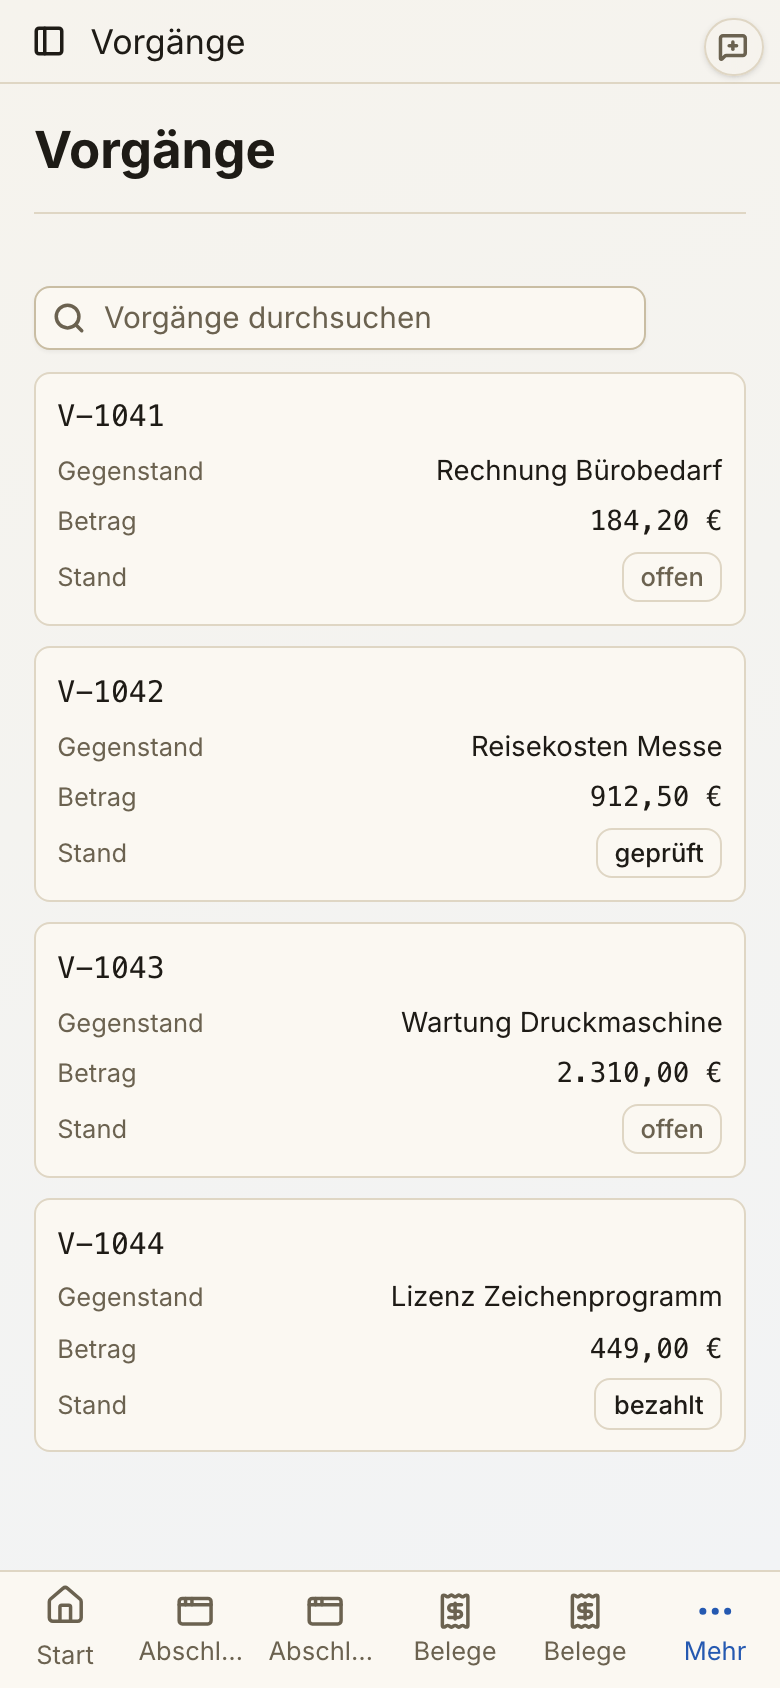 Vorgänge
Vorgänge
Vorgänge durchsuchen
V–1041
Gegenstand Rechnung Bürobedarf
Betrag 184,20 €
Stand offen
V–1042
Gegenstand Reisekosten Messe
Betrag 912,50 €
Stand geprüft
V–1043
Gegenstand Wartung Druckmaschine
Betrag 2.310,00 €
Stand offen
V–1044
Gegenstand Lizenz Zeichenprogramm
Betrag 449,00 €
Stand bezahlt
Start Abschl... Abschl... Belege Belege Mehr